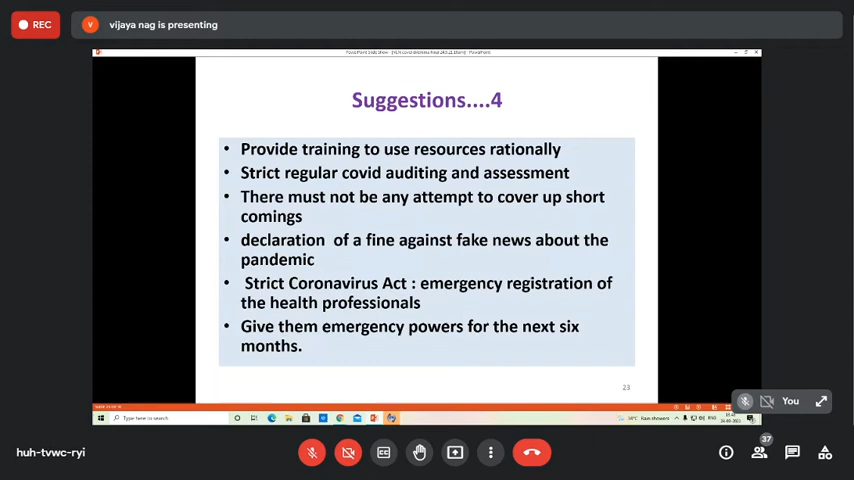 REC
V vijaya nag is presenting
Suggestions....4
• Provide training to use resources rationally
• Strict regular covid auditing and assessment
• There must not be any attempt to cover up short
comings
• declaration of a fine against fake news about the
pandemic
• Strict Coronavirus Act : emergency registration of
the health professionals
• Give them emergency powers for the next six
months.
23
You
Type here to search
huh-tvwc-ryi
37